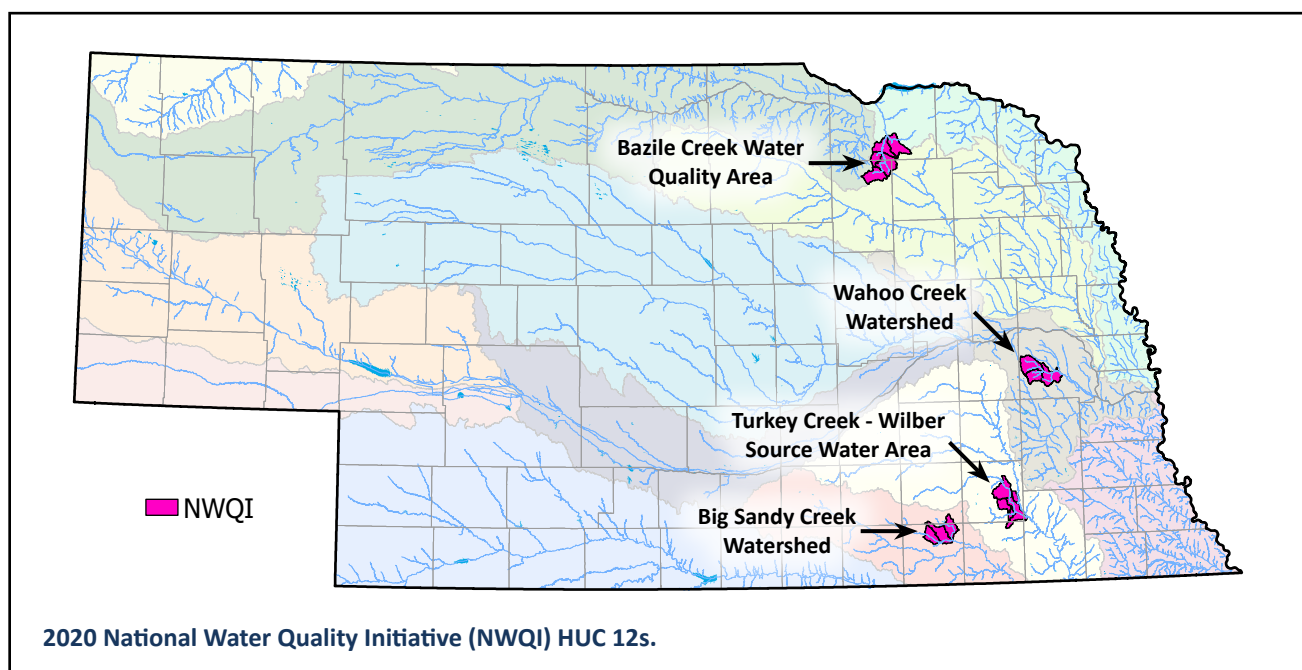 Bazile Creek Water
Quality Area
Wahoo Creek
Watershed
Turkey Creek - Wilber
Source Water Area
Big Sandy Creek
Watershed
NWQI
2020 National Water Quality Initiative (NWQI) HUC 12s.